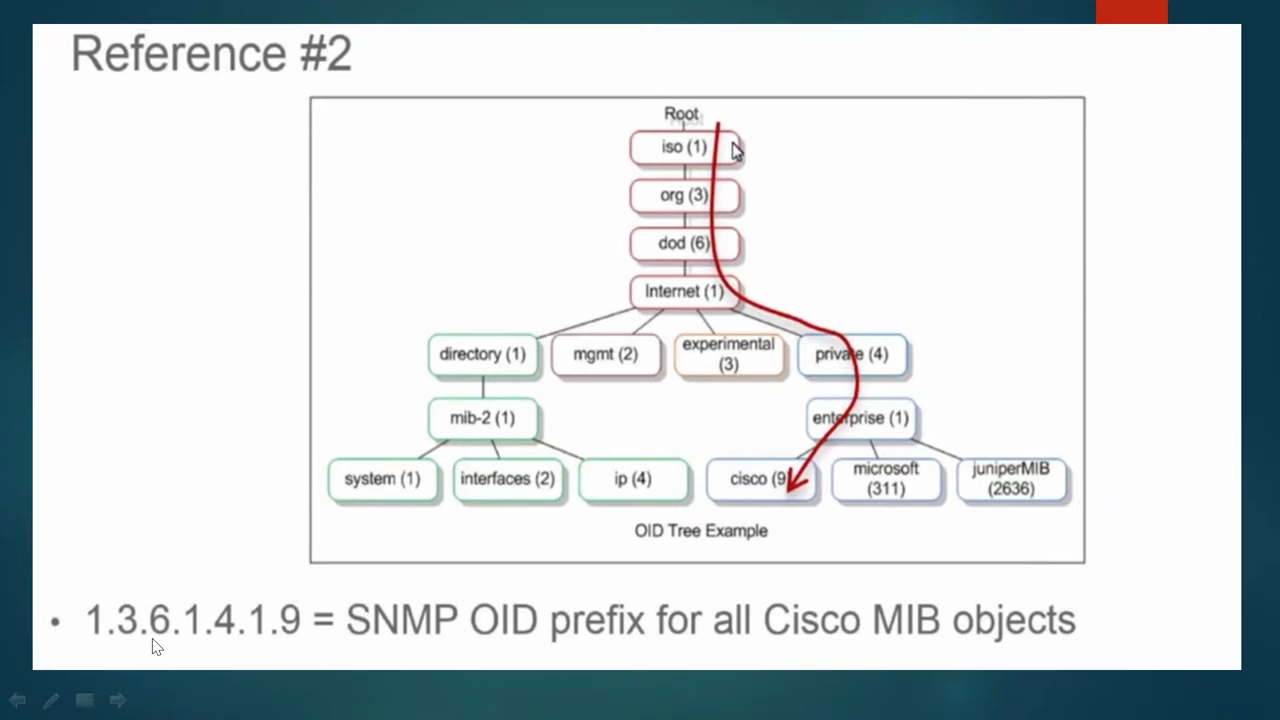 Reference #2
Root
iso (1)
org (3)
dod (6)
Internet (1)
directory (1)
mgmt (2)
experimental
(3)
private (4)
mib-2 (1)
enterprise (1)
system (1)
interfaces (2)
ip (4)
cisco (9)
microsoft
(311)
juniperMIB
(2636)
OID Tree Example
• 1.3.6.1.4.1.9 = SNMP OID prefix for all Cisco MIB objects